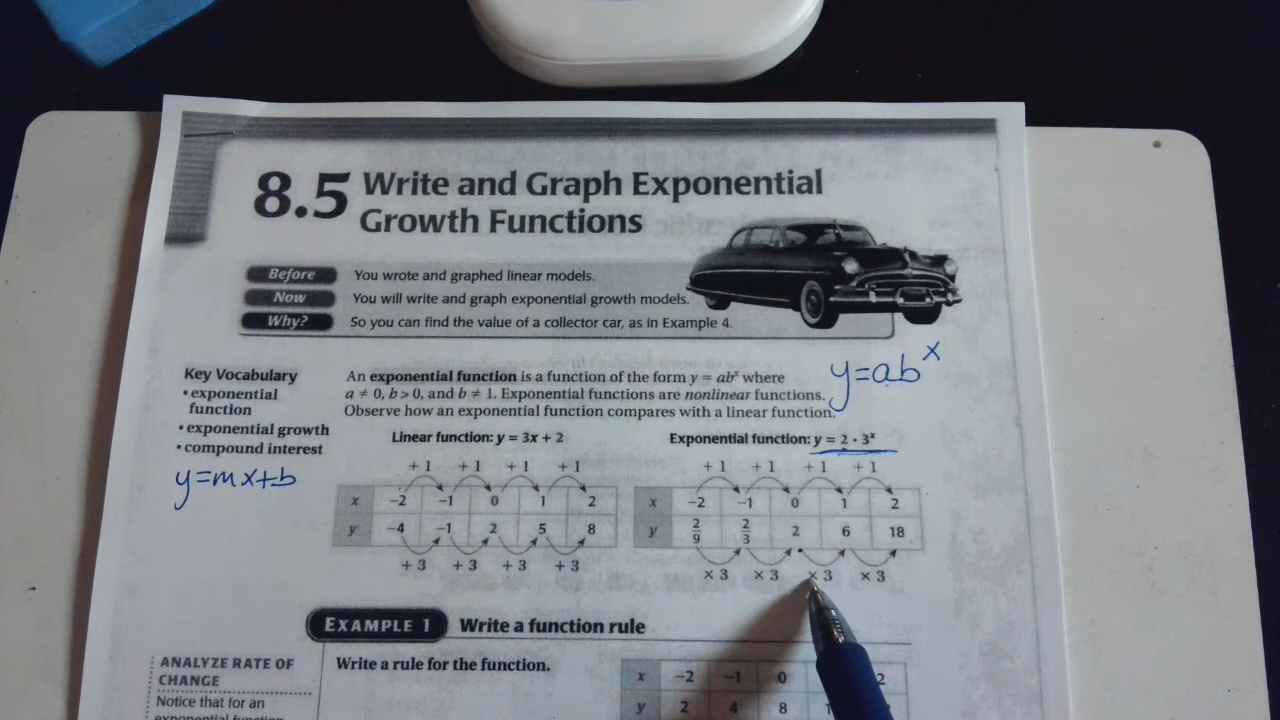 8.5 Write and Graph Exponential
Growth Functions
Before You wrote and graphed linear models.
Now You will write and graph exponential growth models.
Why? So you can find the value of a collector car, as in Example 4.
Key Vocabulary
• exponential
function
• exponential growth
• compound interest
y=mx+b
An exponential function is a function of the form y = abˣ where
a ≠ 0, b > 0, and b ≠ 1. Exponential functions are nonlinear functions.
Observe how an exponential function compares with a linear function.
y=abˣ
Linear function: y = 3x + 2
+1 +1 +1 +1
x −2 −1 0 1 2
y −4 −1 2 5 8
+3 +3 +3 +3
Exponential function: y = 2 · 3ˣ
+1 +1 +1 +1
x −2 −1 0 1 2
y 2/9 2/3 2 6 18
×3 ×3 ×3 ×3
EXAMPLE 1 Write a function rule
ANALYZE RATE OF
CHANGE
Notice that for an
exponential function
Write a rule for the function.
x −2 −1 0 2
y 2 4 8